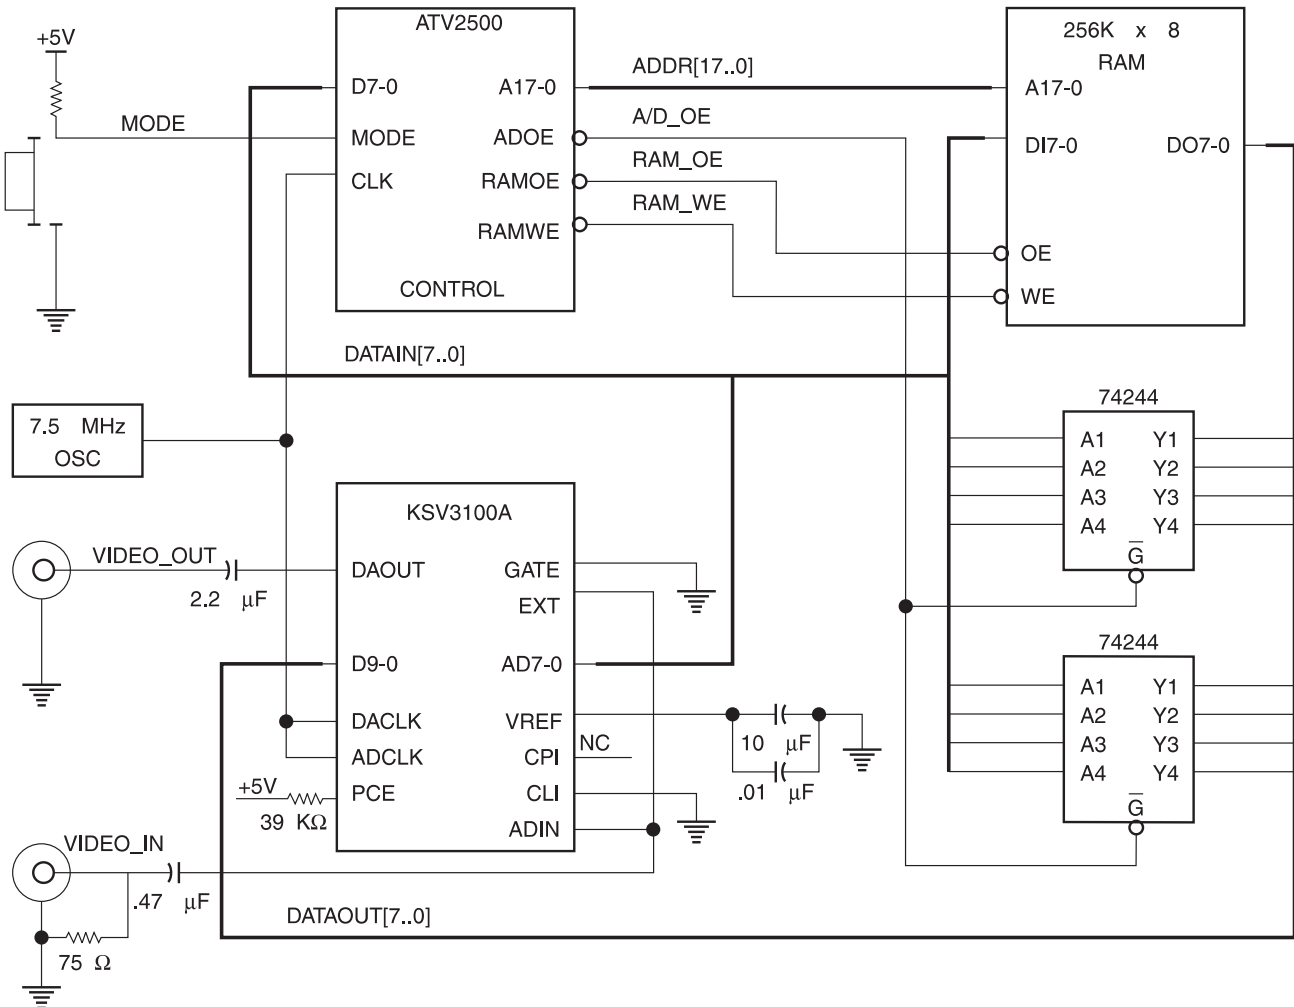 +5V
MODE
ATV2500
D7-0
A17-0
MODE
ADOE
CLK
RAMOE
RAMWE
CONTROL
ADDR[17..0]
A/D_OE
RAM_OE
RAM_WE
256K x 8
RAM
A17-0
DI7-0
DO7-0
OE
WE
DATAIN[7..0]
7.5 MHz
OSC
74244
A1 Y1
A2 Y2
A3 Y3
A4 Y4
G̅
KSV3100A
DAOUT
GATE
EXT
D9-0
AD7-0
DACLK
VREF
ADCLK
CPI
PCE
CLI
ADIN
VIDEO_OUT
2.2 μF
NC
10 μF
.01 μF
+5V
39 KΩ
74244
A1 Y1
A2 Y2
A3 Y3
A4 Y4
G̅
VIDEO_IN
.47 μF
75 Ω
DATAOUT[7..0]